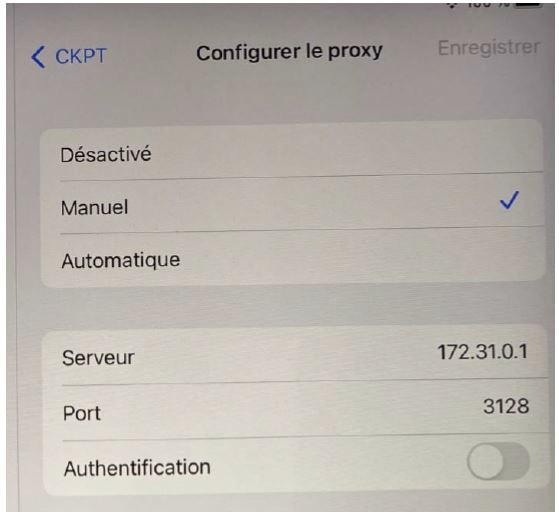 CKPT Configurer le proxy Enregistrer
Désactivé
Manuel
Automatique
Serveur 172.31.0.1
Port 3128
Authentification